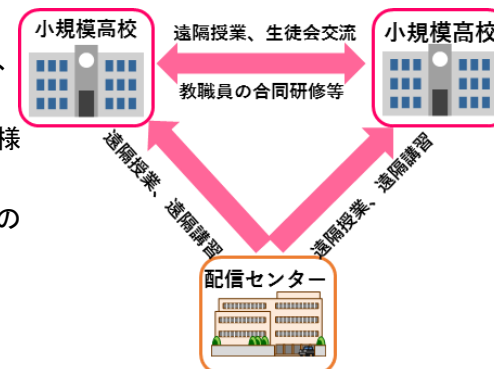 小規模高校
遠隔授業、生徒会交流
小規模高校
、
教職員の合同研修等
様
の
遠隔授業、遠隔講習
遠隔授業、遠隔講習
配信センター